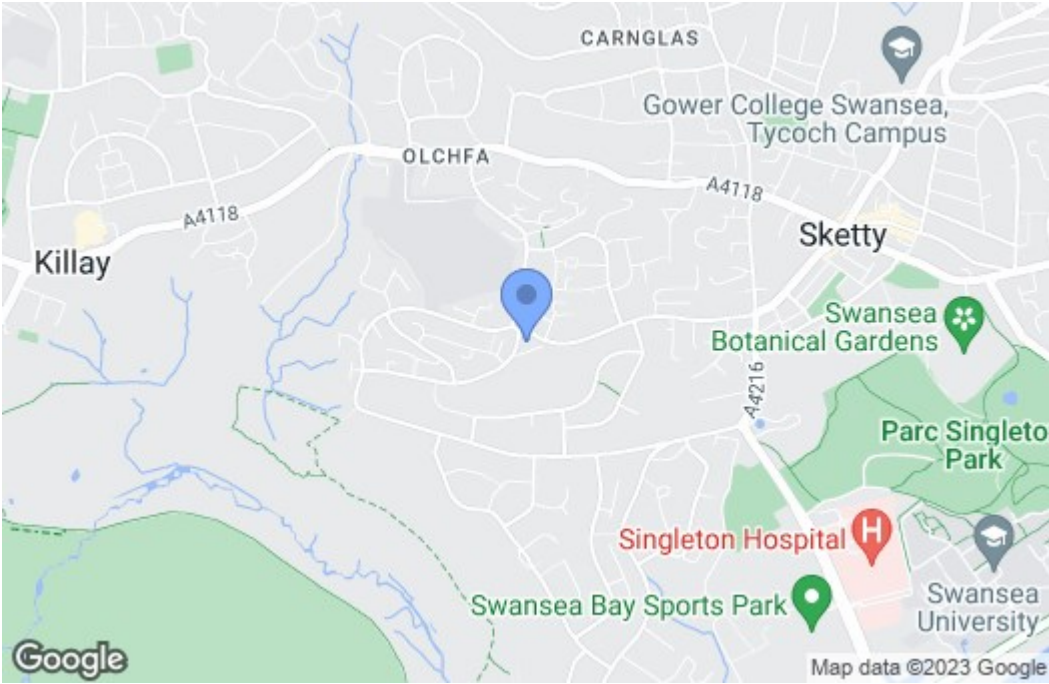 CARNGLAS
Gower College Swansea,
Tycoch Campus
OLCHFA
A4118
A4118
Sketty
Killay
Swansea
Botanical Gardens
A4216
Parc Singleto
Park
Singleton Hospital
H
Swansea Bay Sports Park
Swansea
University
Google
Map data ©2023 Google